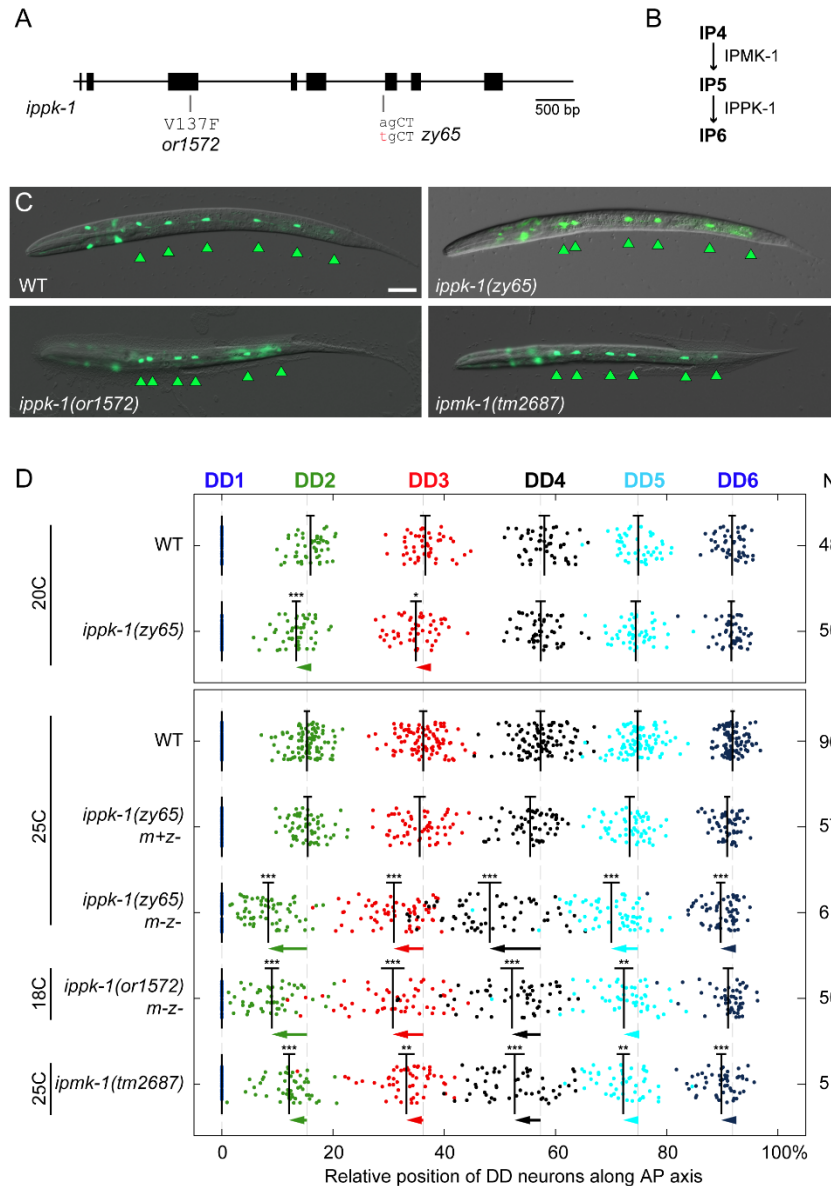 A
B
ippk-1
V137F
or1572
agCT
tgCT zy65
500 bp
IP4
IPMK-1
IP5
IPPK-1
IP6
C
WT
ippk-1(zy65)
ippk-1(or1572)
ipmk-1(tm2687)
D
DD1 DD2 DD3 DD4 DD5 DD6 N
20C
WT
48
*** *
ippk-1(zy65)
25C
WT
ippk-1(zy65)
m+z-
*** *** *** *** ***
ippk-1(zy65)
m-z-
18C
*** *** *** **
ippk-1(or1572)
m-z-
25C
*** ** *** ** ***
ipmk-1(tm2687)
0 20 40 60 80 100%
Relative position of DD neurons along AP axis